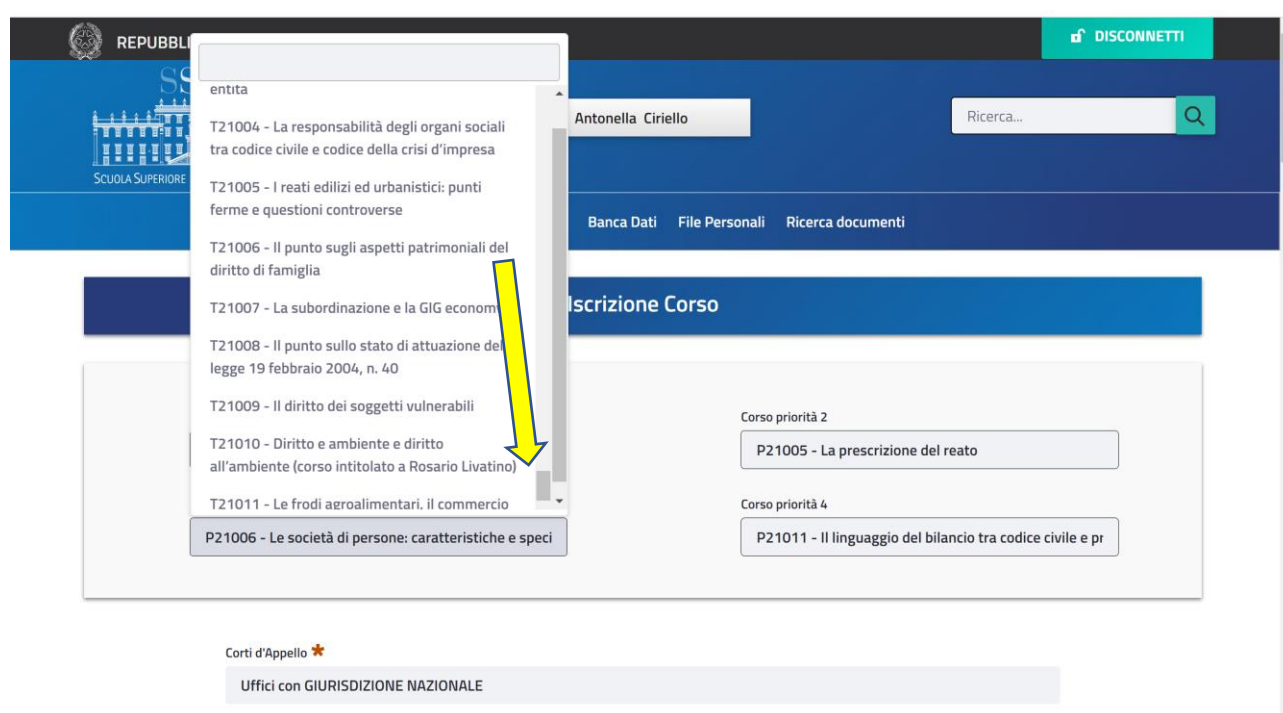 REPUBBLI
DISCONNETTI
SS
SCUOLA SUPERIORE
Antonella Ciriello
Ricerca...
Banca Dati File Personali Ricerca documenti
Iscrizione Corso
entità
T21004 - La responsabilità degli organi sociali
tra codice civile e codice della crisi d'impresa
T21005 - I reati edilizi ed urbanistici: punti
ferme e questioni controverse
T21006 - Il punto sugli aspetti patrimoniali del
diritto di famiglia
T21007 - La subordinazione e la GIG econom
T21008 - Il punto sullo stato di attuazione del
legge 19 febbraio 2004, n. 40
T21009 - Il diritto dei soggetti vulnerabili
T21010 - Diritto e ambiente e diritto
all'ambiente (corso intitolato a Rosario Livatino)
T21011 - Le frodi agroalimentari, il commercio
P21006 - Le società di persone: caratteristiche e speci
Corso priorità 2
P21005 - La prescrizione del reato
Corso priorità 4
P21011 - Il linguaggio del bilancio tra codice civile e pr
Corti d'Appello *
Uffici con GIURISDIZIONE NAZIONALE